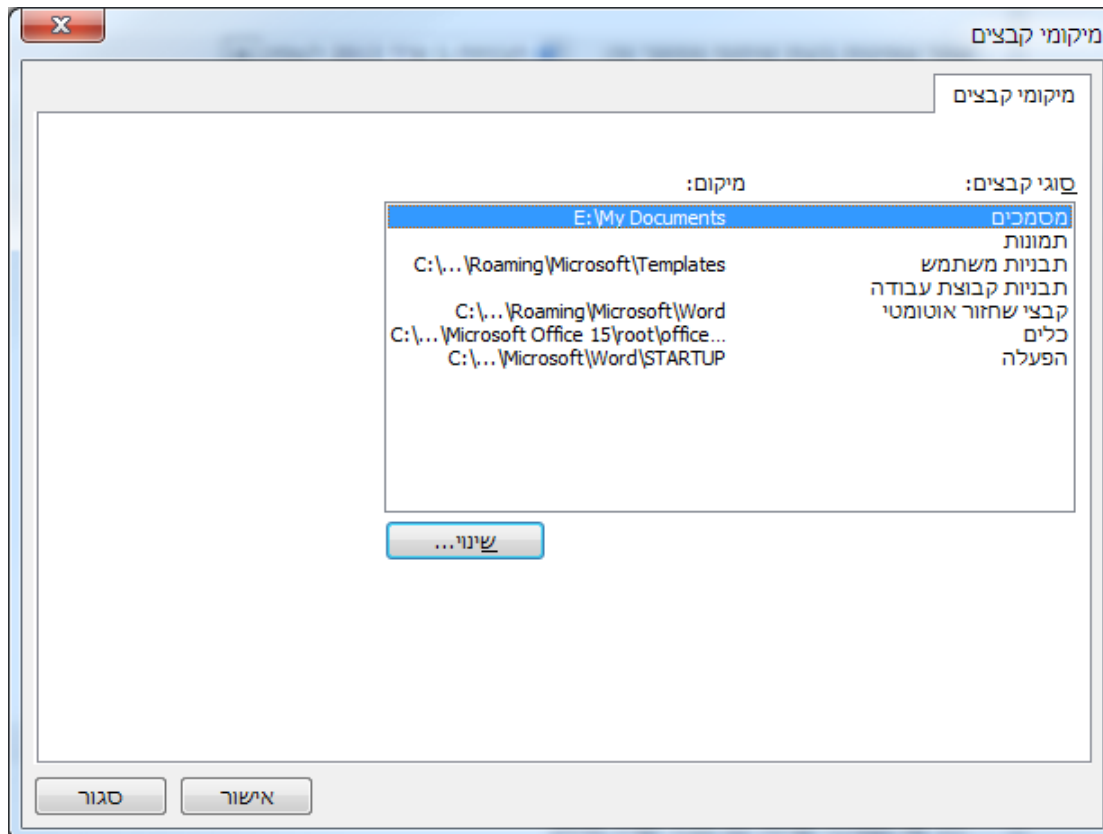 מיקומי קבצים
מיקומי קבצים
סוגי קבצים: מיקום:
מסמכים E:\My Documents
תמונות
תבניות משתמש C:\...\Roaming\Microsoft\Templates
תבניות קבוצת עבודה
קבצי שחזור אוטומטי C:\...\Roaming\Microsoft\Word
כלים C:\...\Microsoft Office 15\root\office...
הפעלה C:\...\Microsoft\Word\STARTUP
שינוי...
אישור סגור